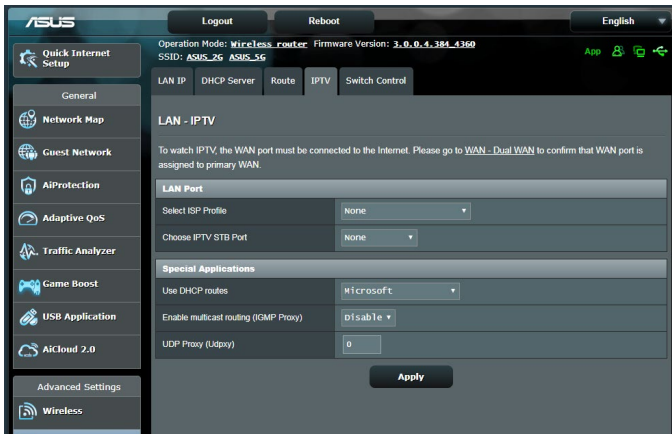 ASUS
Logout
Reboot
English
Quick Internet
Setup
Operation Mode: Wireless router Firmware Version: 3.0.0.4.384_4360
SSID: ASUS_2G ASUS_5G
App
General
LAN IP
DHCP Server
Route
IPTV
Switch Control
Network Map
Guest Network
AiProtection
Adaptive QoS
Traffic Analyzer
Game Boost
USB Application
AiCloud 2.0
Advanced Settings
Wireless
LAN - IPTV
To watch IPTV, the WAN port must be connected to the Internet. Please go to WAN - Dual WAN to confirm that WAN port is
assigned to primary WAN.
LAN Port
Select ISP Profile
None
Choose IPTV STB Port
None
Special Applications
Use DHCP routes
Microsoft
Enable multicast routing (IGMP Proxy)
Disable
UDP Proxy (Udpxy)
0
Apply